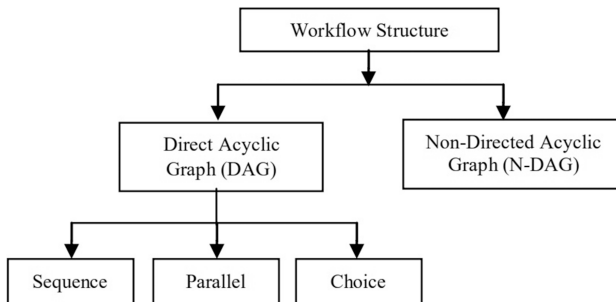 Workflow Structure
Direct Acyclic
Graph (DAG)
Non-Directed Acyclic
Graph (N-DAG)
Sequence
Parallel
Choice